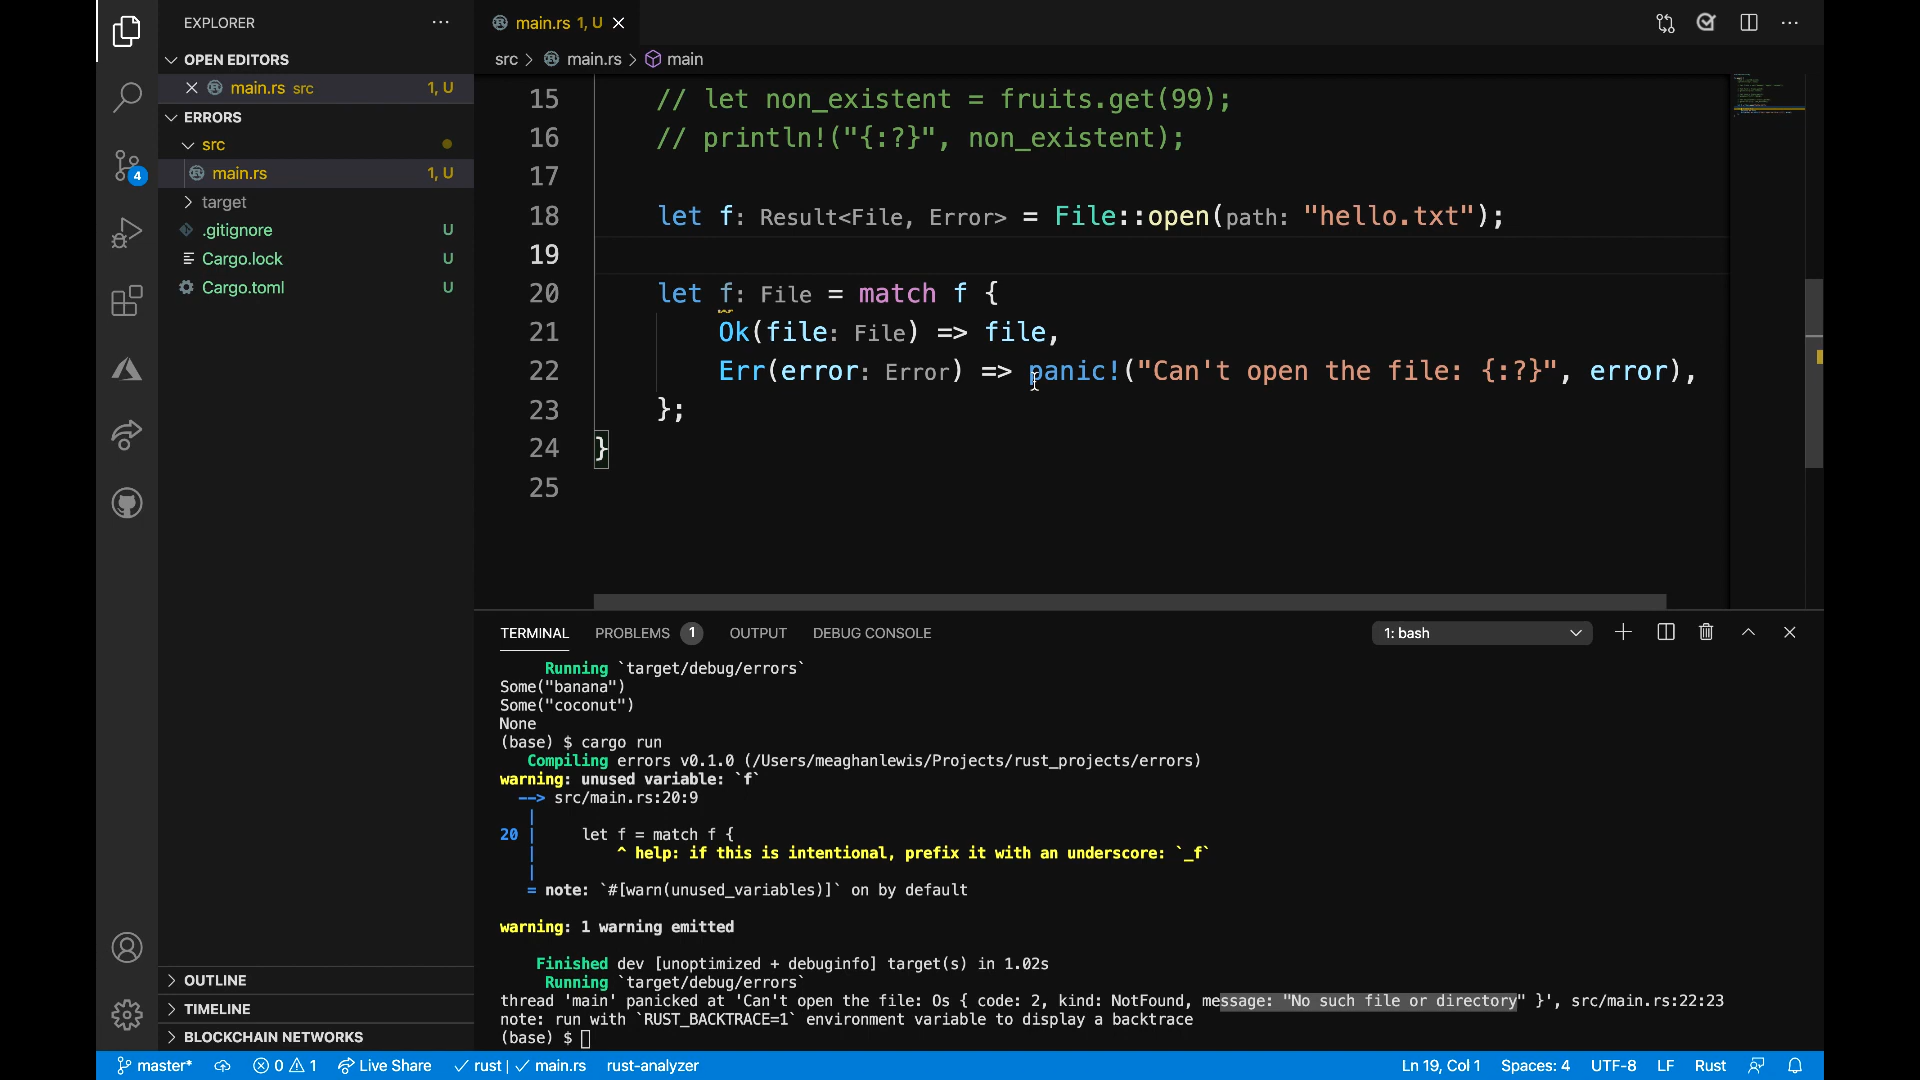 EXPLORER
OPEN EDITORS
main.rs src 1, U
ERRORS
src
main.rs 1, U
target
.gitignore U
Cargo.lock U
Cargo.toml U
4
OUTLINE
TIMELINE
BLOCKCHAIN NETWORKS
main.rs 1, U
src > main.rs > main
15 // let non_existent = fruits.get(99);
16 // println!("{:?}", non_existent);
17
18 let f: Result<File, Error> = File::open(path: "hello.txt");
19
20 let f: File = match f {
21 Ok(file: File) => file,
22 Err(error: Error) => panic!("Can't open the file: {:?}", error),
23 };
24 }
25
TERMINAL PROBLEMS 1 OUTPUT DEBUG CONSOLE 1: bash
Running `target/debug/errors`
Some("banana")
Some("coconut")
None
(base) $ cargo run
Compiling errors v0.1.0 (/Users/meaghanlewis/Projects/rust_projects/errors)
warning: unused variable: `f`
--> src/main.rs:20:9
|
20 | let f = match f {
| ^ help: if this is intentional, prefix it with an underscore: `_f`
|
= note: `#[warn(unused_variables)]` on by default
warning: 1 warning emitted
Finished dev [unoptimized + debuginfo] target(s) in 1.02s
Running `target/debug/errors`
thread 'main' panicked at 'Can't open the file: Os { code: 2, kind: NotFound, message: "No such file or directory" }', src/main.rs:22:23
note: run with `RUST_BACKTRACE=1` environment variable to display a backtrace
(base) $
master* 0 1 Live Share rust | main.rs rust-analyzer Ln 19, Col 1 Spaces: 4 UTF-8 LF Rust